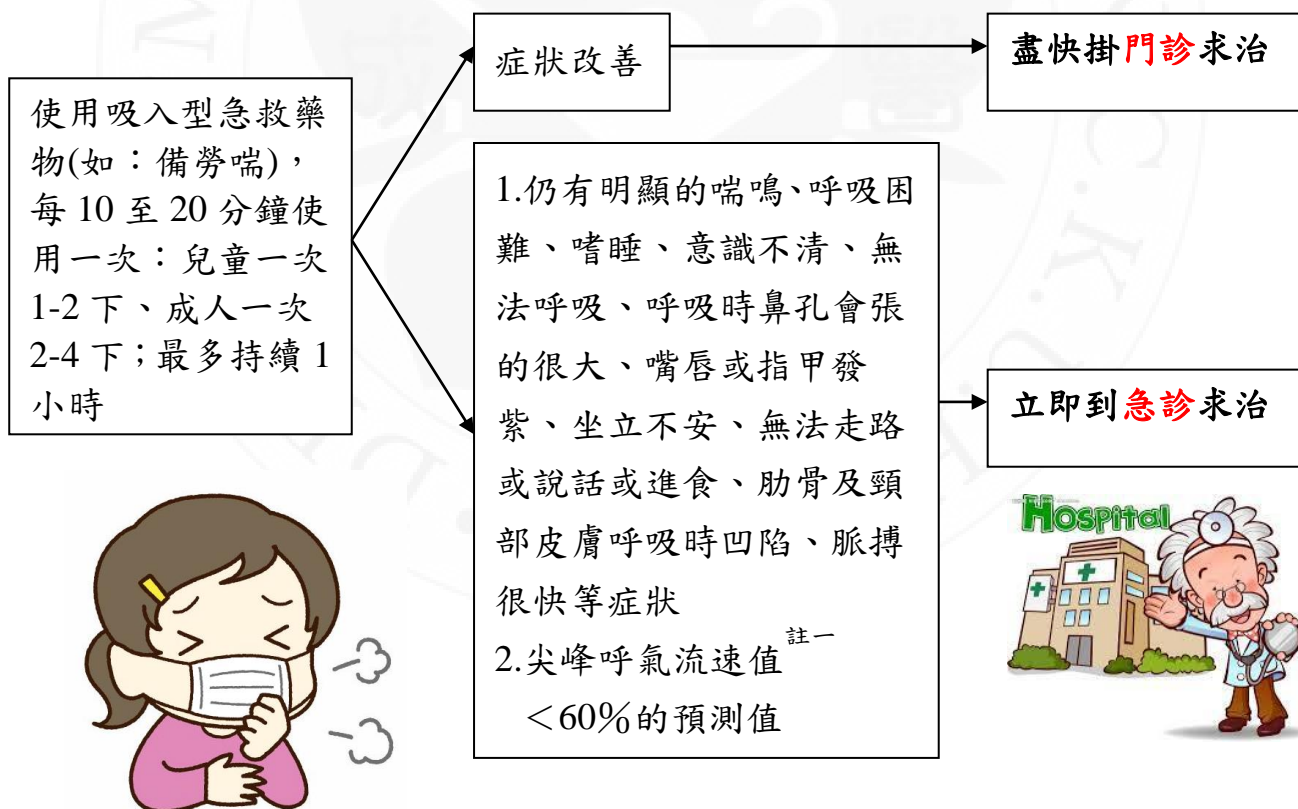 使用吸入型急救藥
物(如：備勞喘)，
每 10 至 20 分鐘使
用一次：兒童一次
1-2 下、成人一次
2-4 下；最多持續 1
小時
症狀改善
盡快掛門診求治
1.仍有明顯的喘鳴、呼吸困
難、嗜睡、意識不清、無
法呼吸、呼吸時鼻孔會張
的很大、嘴唇或指甲發
紫、坐立不安、無法走路
或說話或進食、肋骨及頸
部皮膚呼吸時凹陷、脈搏
很快等症狀
2.尖峰呼氣流速值註一
＜60%的預測值
立即到急診求治
Hospital